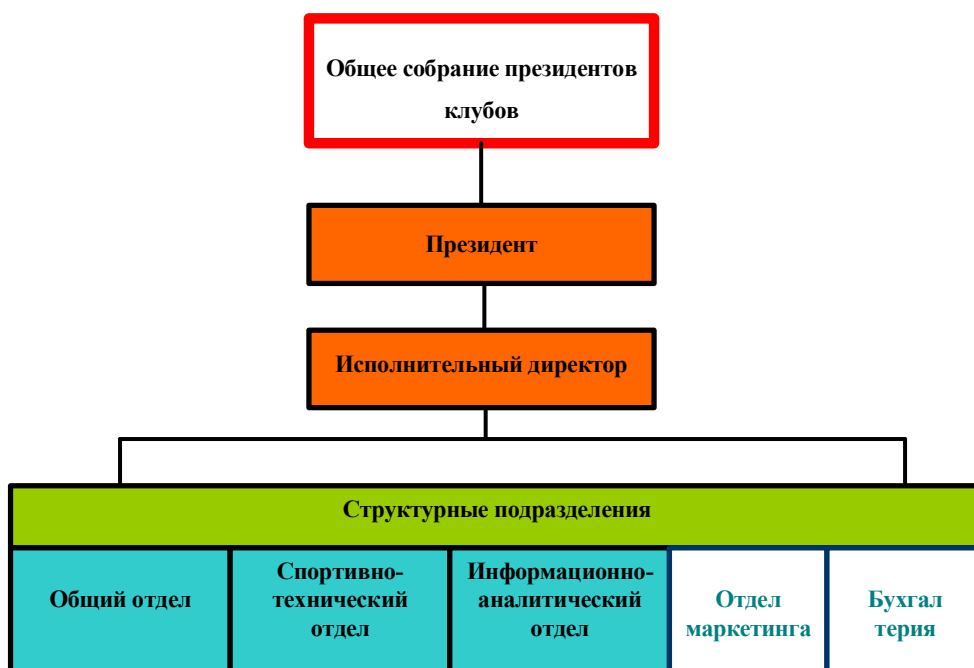 Общее собрание президентов
клубов
Президент
Исполнительный директор
Структурные подразделения
Общий отдел
Спортивно-
технический
отдел
Информационно-
аналитический
отдел
Отдел
маркетинга
Бухгал
терия